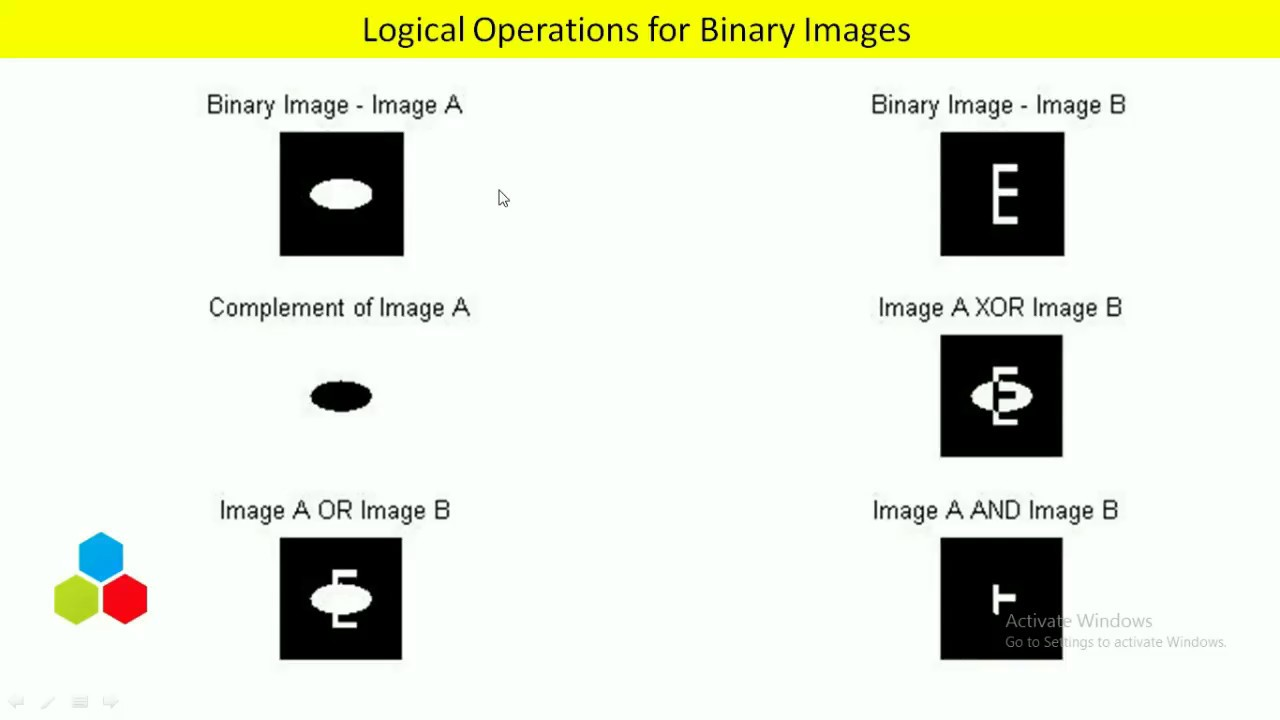 Logical Operations for Binary Images
Binary Image - Image A
Binary Image - Image B
E
Complement of Image A
Image A XOR Image B
E
Image A OR Image B
E
Image A AND Image B
Activate Windows
Go to Settings to activate Windows.